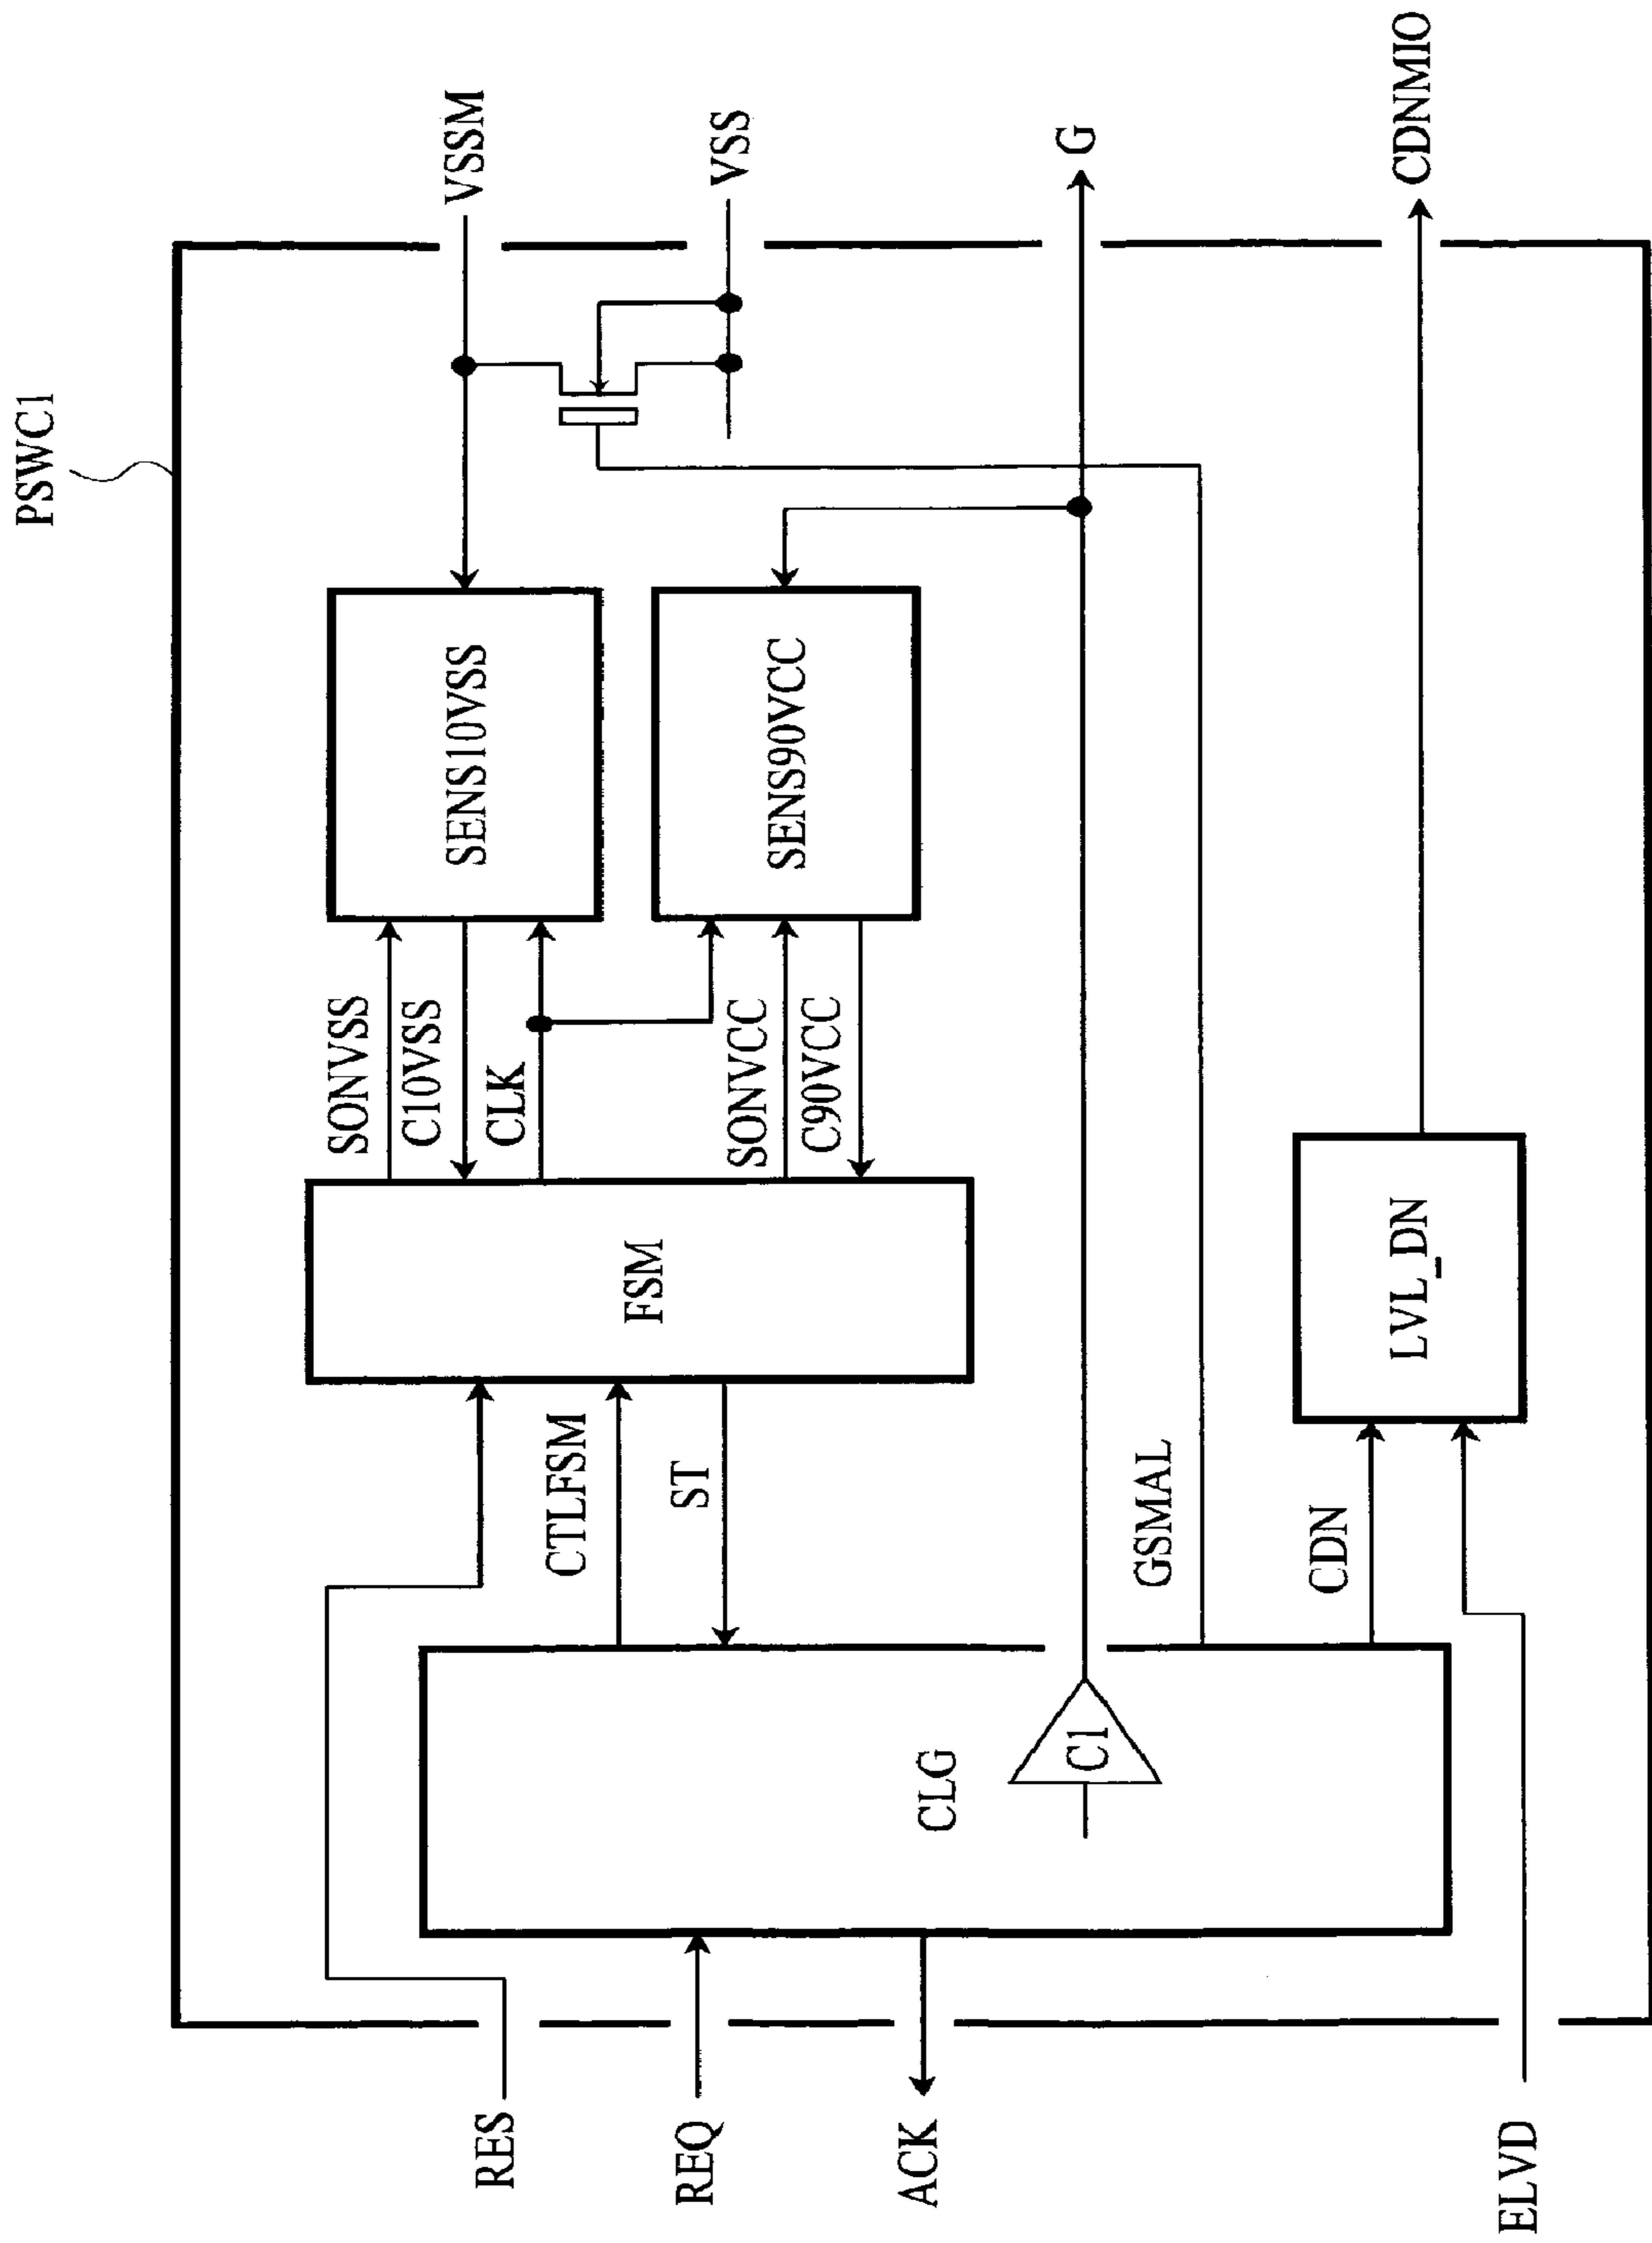 PSWC1
RES
REQ
ACK
ELVD
CLG
C1
CTLFSM
ST
GSMAL
CDN
FSM
LVL_DN
SONVSS
C10VSS
CLK
SONVCC
C90VCC
SENS10VSS
SENS90VCC
VSSM
VSS
G
CDNMIO